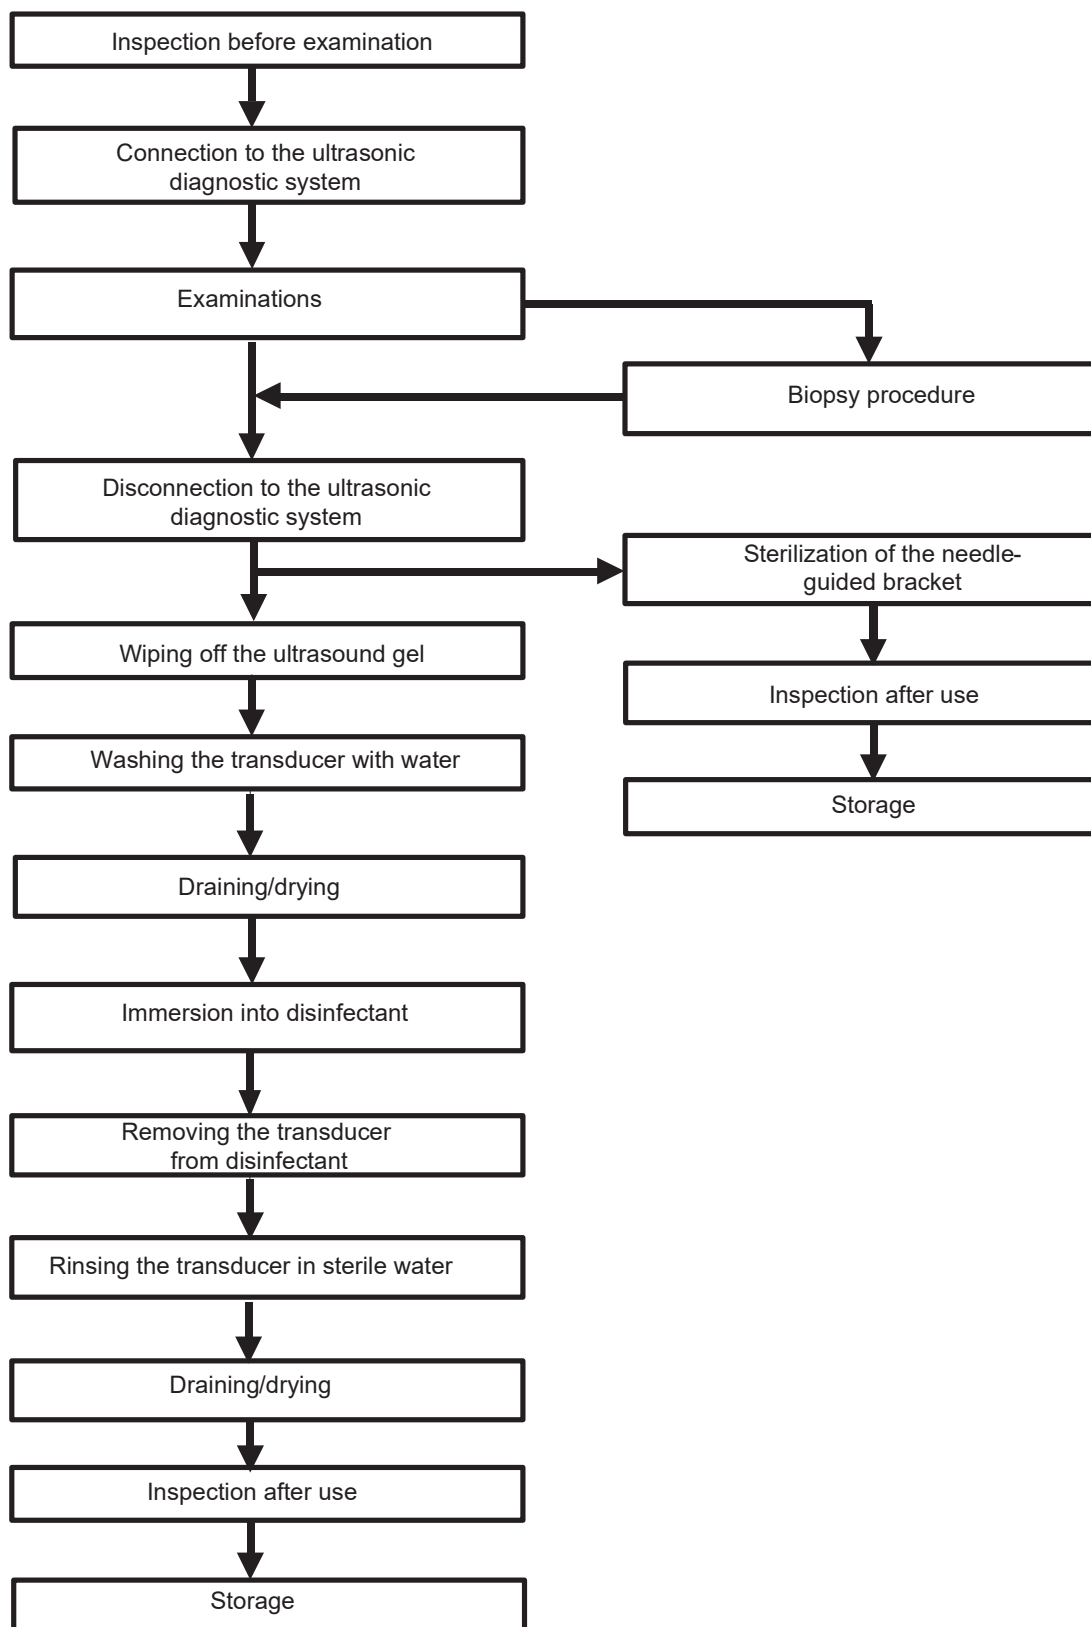 Inspection before examination
Connection to the ultrasonic
diagnostic system
Examinations
Biopsy procedure
Disconnection to the ultrasonic
diagnostic system
Sterilization of the needle-
guided bracket
Wiping off the ultrasound gel
Inspection after use
Washing the transducer with water
Storage
Draining/drying
Immersion into disinfectant
Removing the transducer
from disinfectant
Rinsing the transducer in sterile water
Draining/drying
Inspection after use
Storage